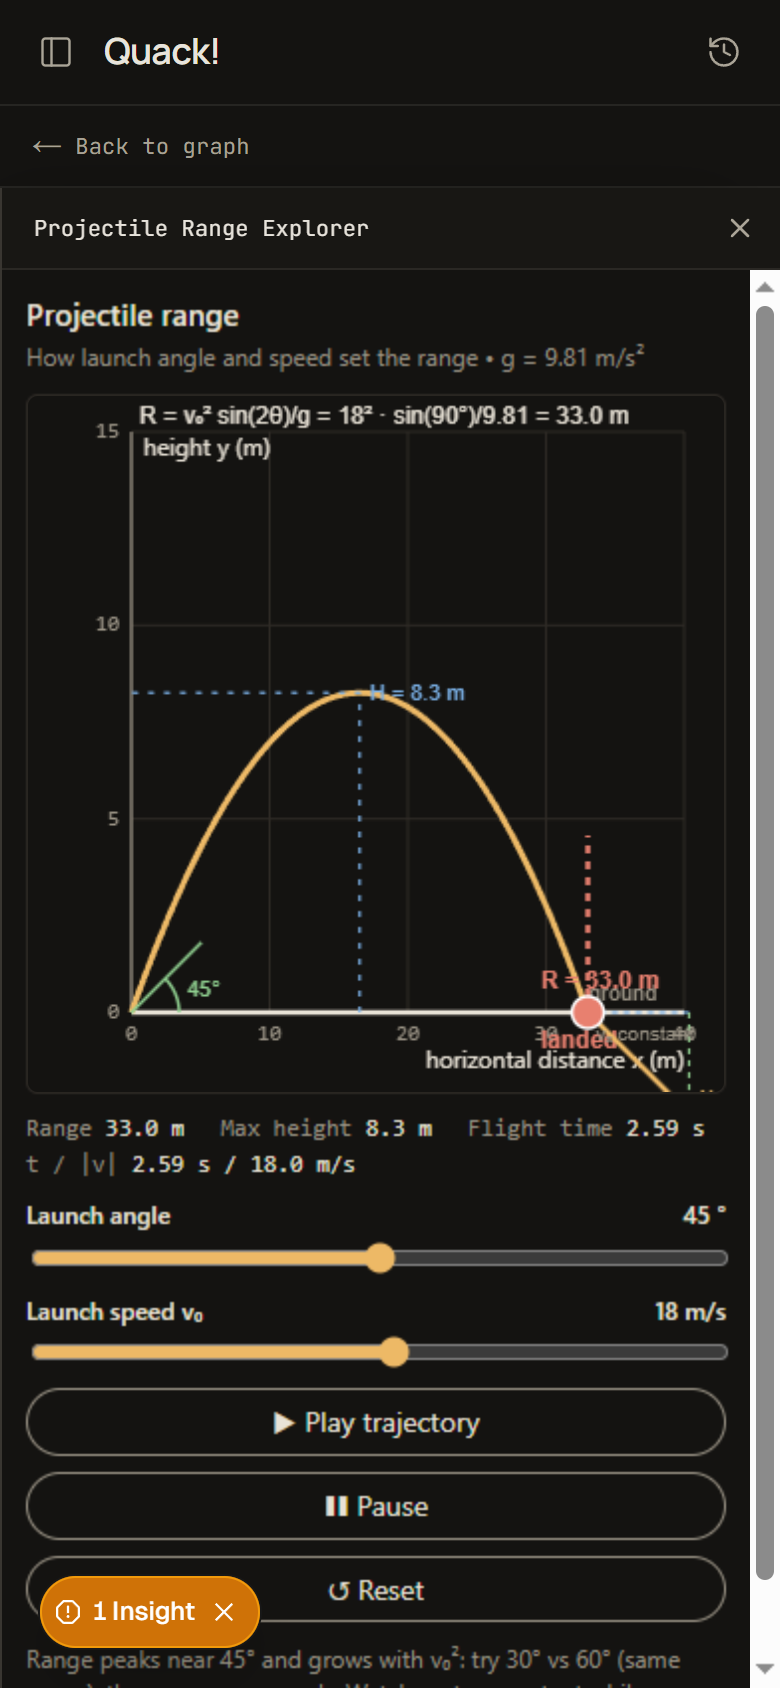 Quack!
← Back to graph
Projectile Range Explorer
Projectile range
How launch angle and speed set the range • g = 9.81 m/s²
R = v₀² sin(2θ)/g = 18² · sin(90°)/9.81 = 33.0 m
15
height y (m)
10
H = 8.3 m
5
45°
R = 33.0 m
ground
0
0 10 20 30 40
landed
constant
horizontal distance x (m)
Range 33.0 m Max height 8.3 m Flight time 2.59 s
t / |v| 2.59 s / 18.0 m/s
Launch angle 45 °
Launch speed v₀ 18 m/s
▶ Play trajectory
Pause
↺ Reset
1 Insight
Range peaks near 45° and grows with v₀²: try 30° vs 60° (same